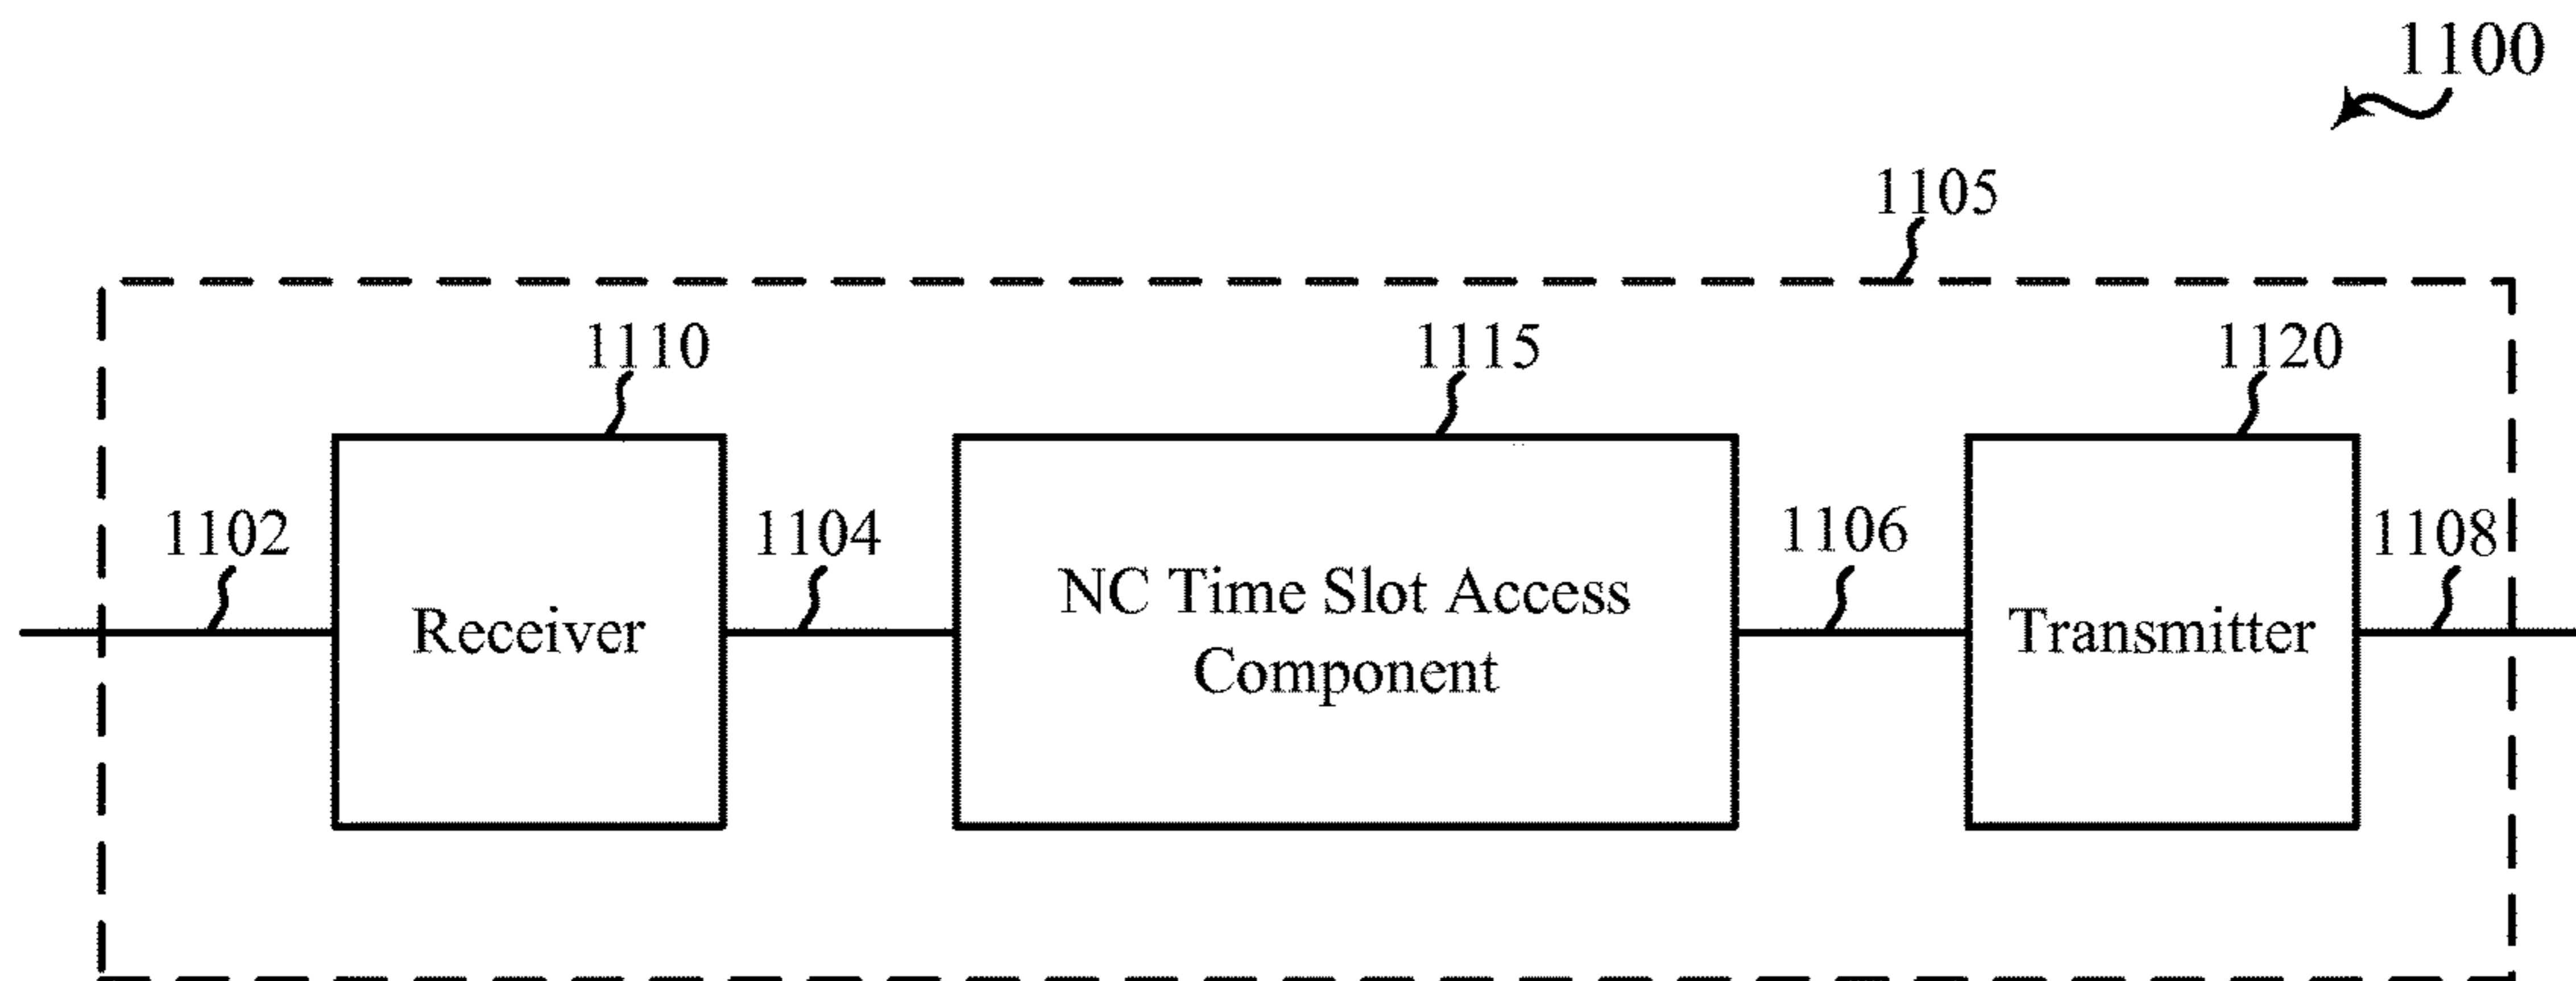 1100
1105
1110
1115
1120
1102
1104
1106
1108
Receiver
NC Time Slot Access
Component
Transmitter